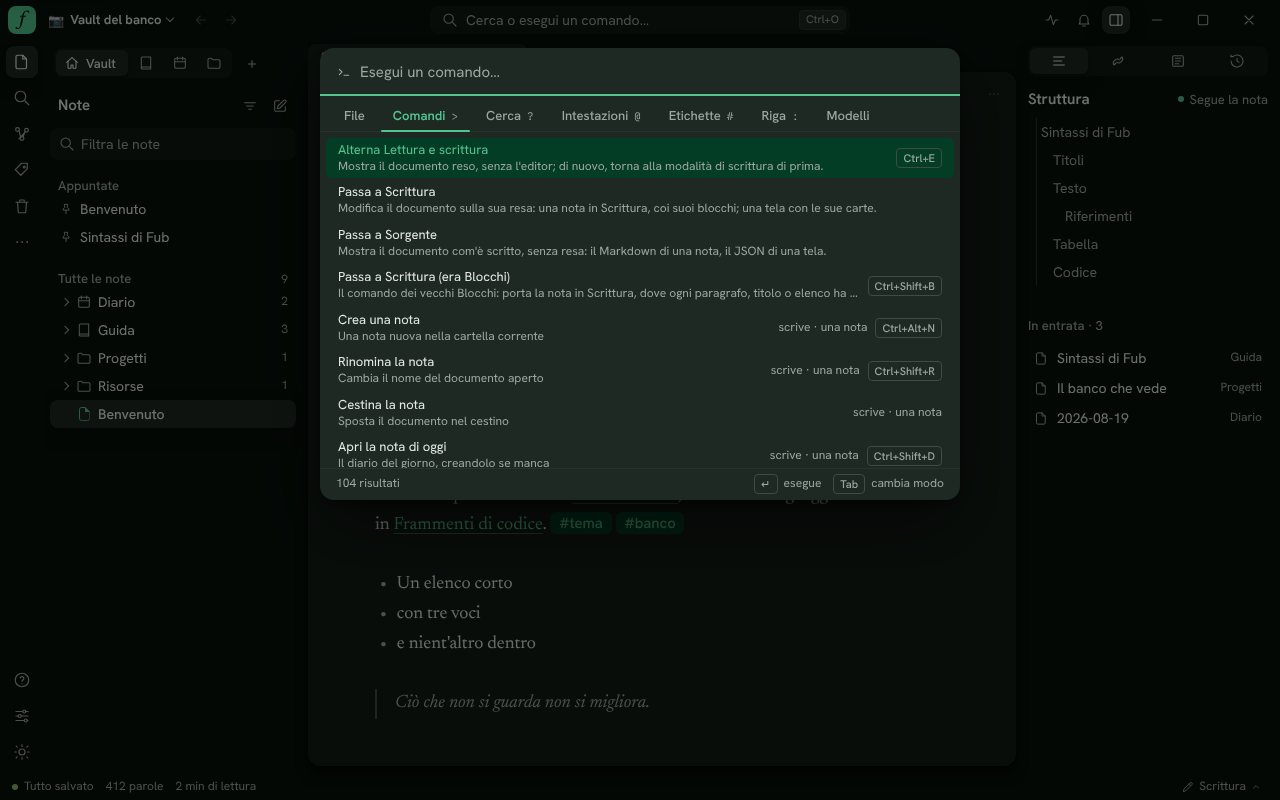 f
Vault del banco
Cerca o esegui un comando...
Ctrl+O
Vault
Note
Filtra le note
Appuntate
Benvenuto
Sintassi di Fub
Tutte le note 9
Diario 2
Guida 3
Progetti 1
Risorse 1
Benvenuto
Esegui un comando...
File
Comandi >
Cerca ?
Intestazioni @
Etichette #
Riga :
Modelli
Alterna Lettura e scrittura
Mostra il documento reso, senza l'editor; di nuovo, torna alla modalità di scrittura di prima.
Ctrl+E
Passa a Scrittura
Modifica il documento sulla sua resa: una nota in Scrittura, coi suoi blocchi; una tela con le sue carte.
Passa a Sorgente
Mostra il documento com'è scritto, senza resa: il Markdown di una nota, il JSON di una tela.
Passa a Scrittura (era Blocchi)
Il comando dei vecchi Blocchi: porta la nota in Scrittura, dove ogni paragrafo, titolo o elenco ha ...
Ctrl+Shift+B
Crea una nota
Una nota nuova nella cartella corrente
scrive · una nota Ctrl+Alt+N
Rinomina la nota
Cambia il nome del documento aperto
scrive · una nota Ctrl+Shift+R
Cestina la nota
Sposta il documento nel cestino
scrive · una nota
Apri la nota di oggi
Il diario del giorno, creandolo se manca
scrive · una nota Ctrl+Shift+D
104 risultati
↵ esegue Tab cambia modo
in Frammenti di codice. #tema #banco
• Un elenco corto
• con tre voci
• e nient'altro dentro
Ciò che non si guarda non si migliora.
Struttura
Segue la nota
Sintassi di Fub
Titoli
Testo
Riferimenti
Tabella
Codice
In entrata · 3
Sintassi di Fub Guida
Il banco che vede Progetti
2026-08-19 Diario
Tutto salvato 412 parole 2 min di lettura
Scrittura